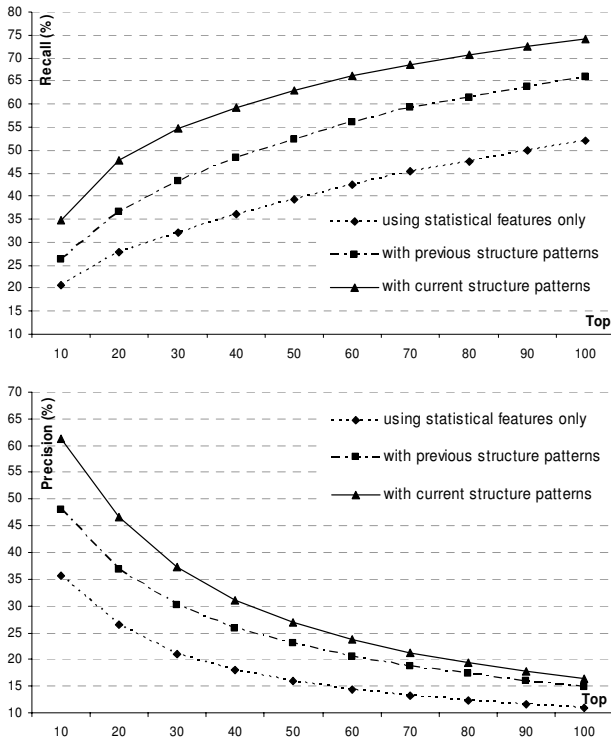 Recall (%)
80
75
70
65
60
55
50
45
40
35
30
25
20
15
10
using statistical features only
with previous structure patterns
with current structure patterns
Top
10 20 30 40 50 60 70 80 90 100
Precision (%)
70
65
60
55
50
45
40
35
30
25
20
15
10
using statistical features only
with previous structure patterns
with current structure patterns
Top
10 20 30 40 50 60 70 80 90 100